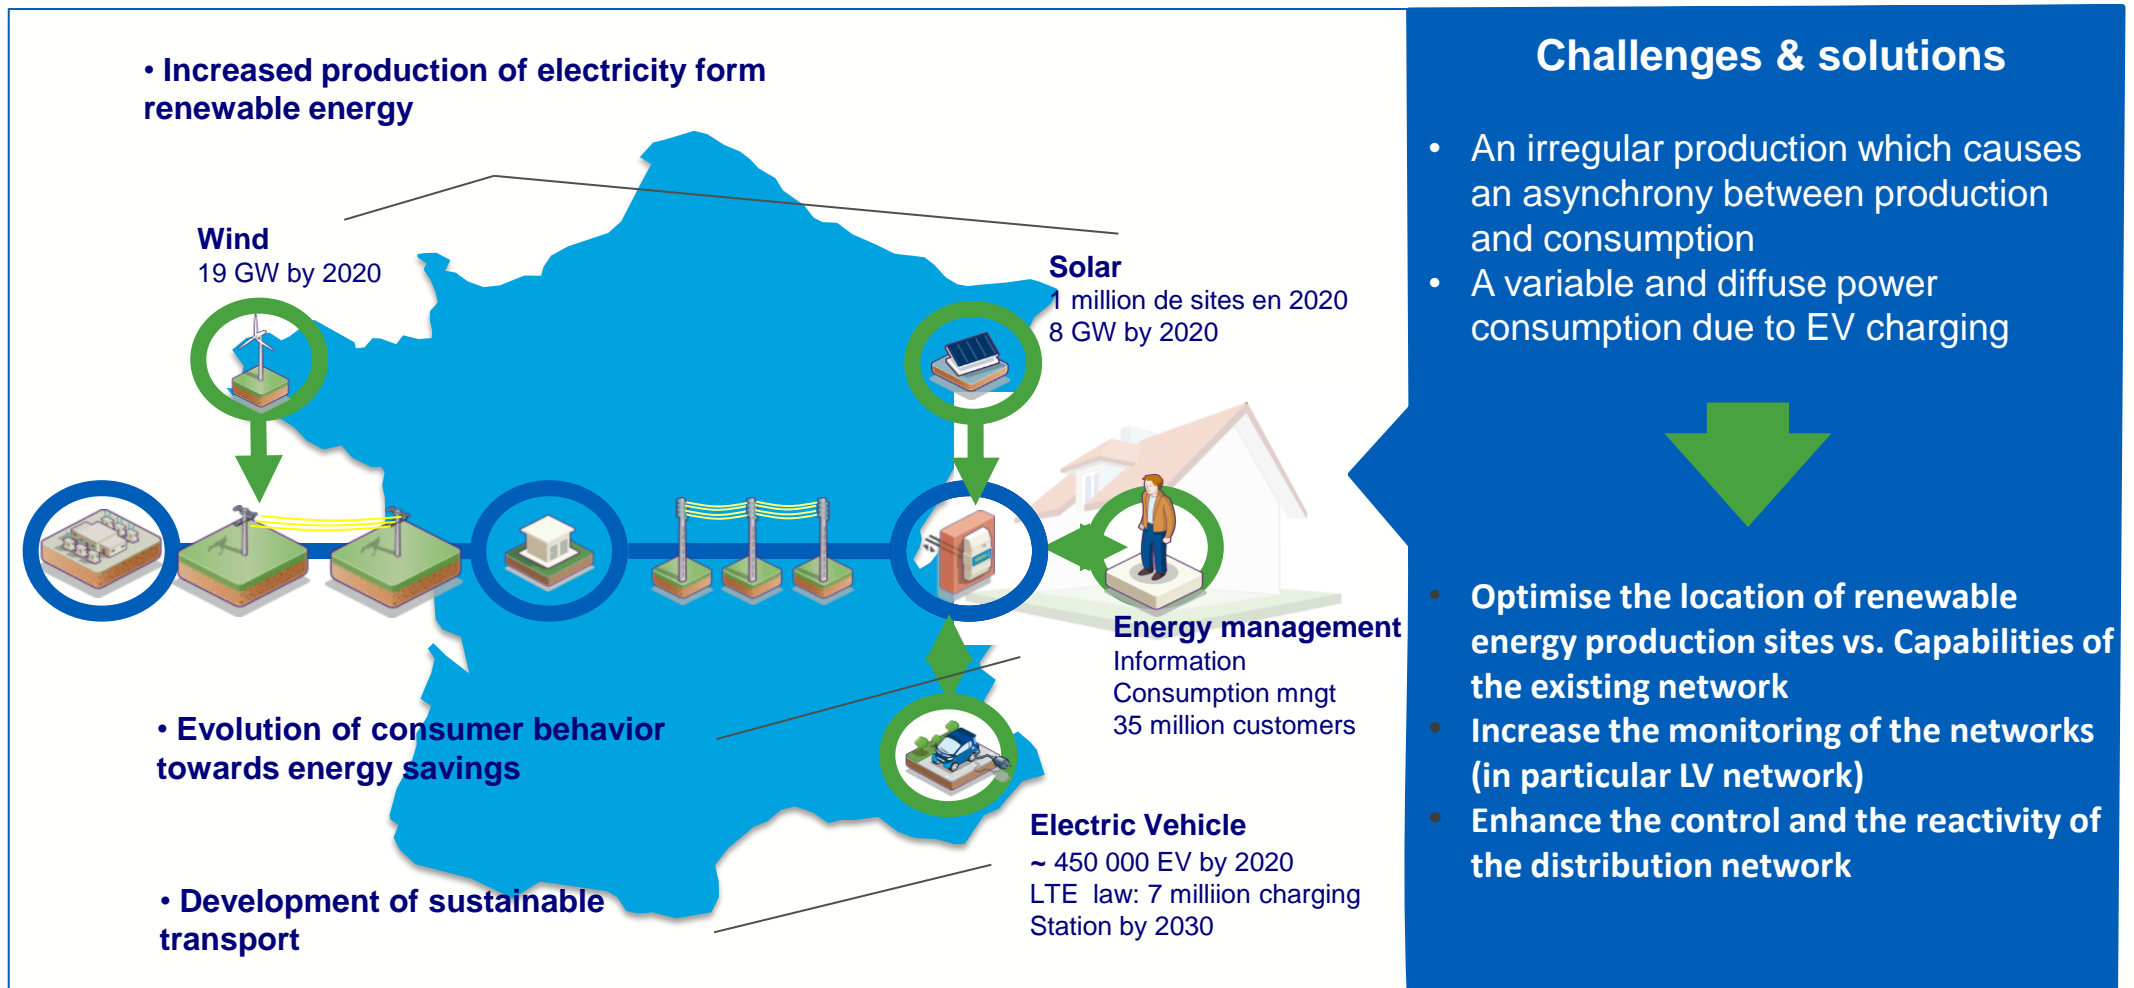 • Increased production of electricity form
renewable energy
Wind
19 GW by 2020
Solar
1 million de sites en 2020
8 GW by 2020
Energy management
Information
Consumption mngt
35 million customers
• Evolution of consumer behavior
towards energy savings
Electric Vehicle
~ 450 000 EV by 2020
LTE law: 7 milliion charging
Station by 2030
• Development of sustainable
transport
Challenges & solutions
• An irregular production which causes
an asynchrony between production
and consumption
• A variable and diffuse power
consumption due to EV charging
• Optimise the location of renewable
energy production sites vs. Capabilities of
the existing network
• Increase the monitoring of the networks
(in particular LV network)
• Enhance the control and the reactivity of
the distribution network